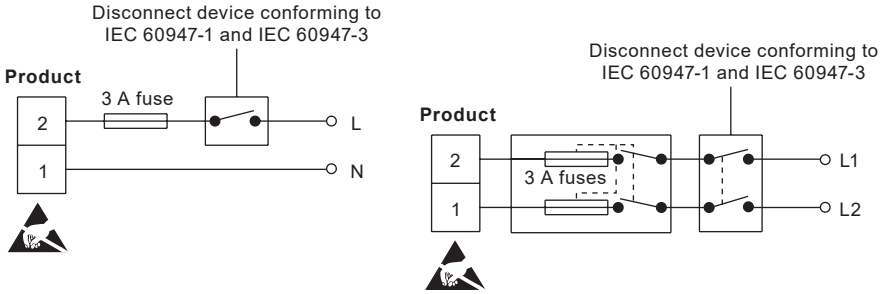 Disconnect device conforming to
IEC 60947-1 and IEC 60947-3
Product
3 A fuse
2
L
1
N
Disconnect device conforming to
IEC 60947-1 and IEC 60947-3
Product
2
L1
3 A fuses
1
L2